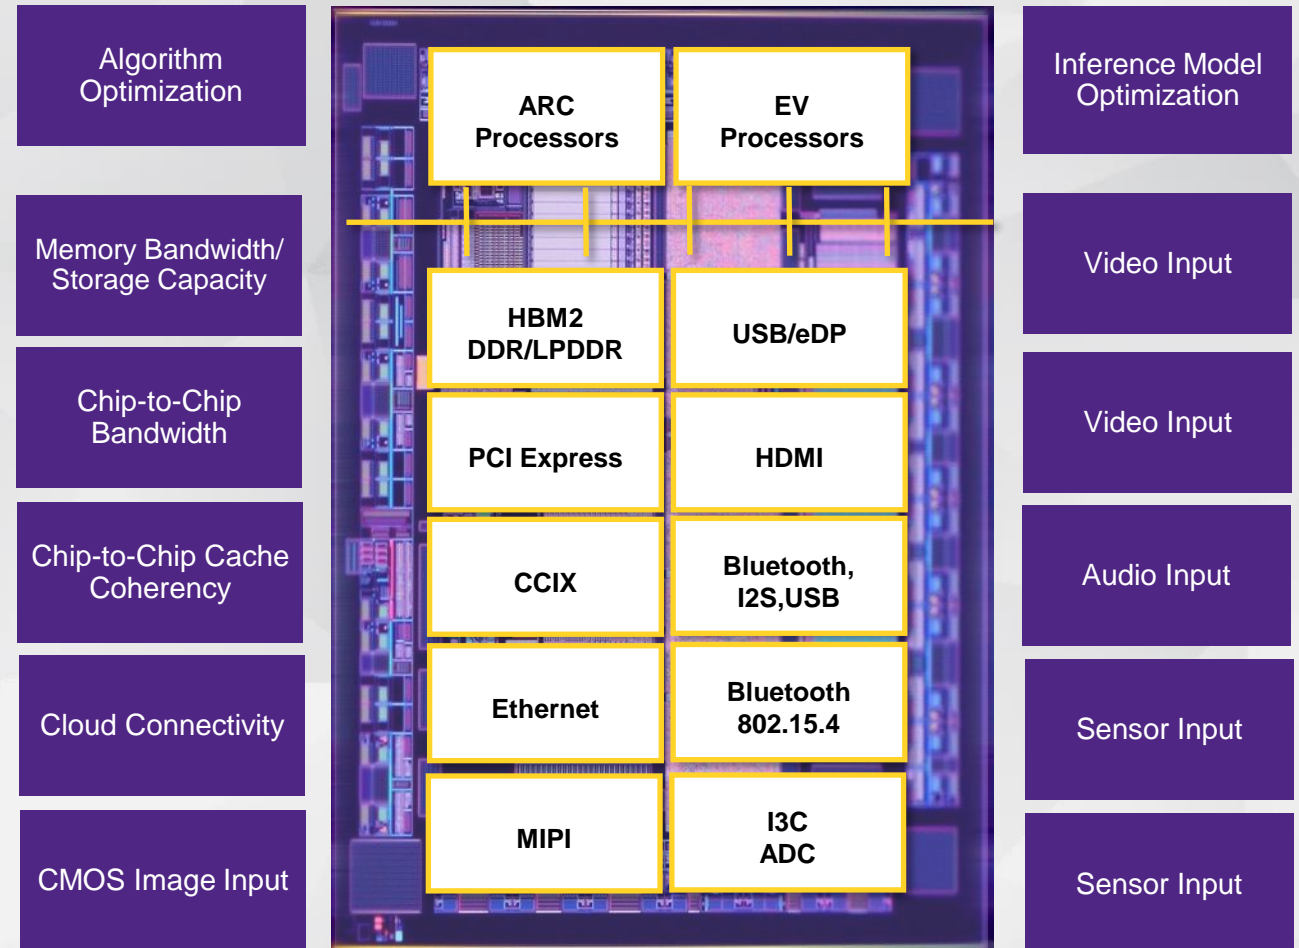 Algorithm
Optimization
ARC
Processors
EV
Processors
Inference Model
Optimization
Memory Bandwidth/
Storage Capacity
HBM2
DDR/LPDDR
USB/eDP
Video Input
Chip-to-Chip
Bandwidth
PCI Express
HDMI
Video Input
Chip-to-Chip Cache
Coherency
CCIX
Bluetooth,
I2S,USB
Audio Input
Cloud Connectivity
Ethernet
Bluetooth
802.15.4
Sensor Input
CMOS Image Input
MIPI
I3C
ADC
Sensor Input